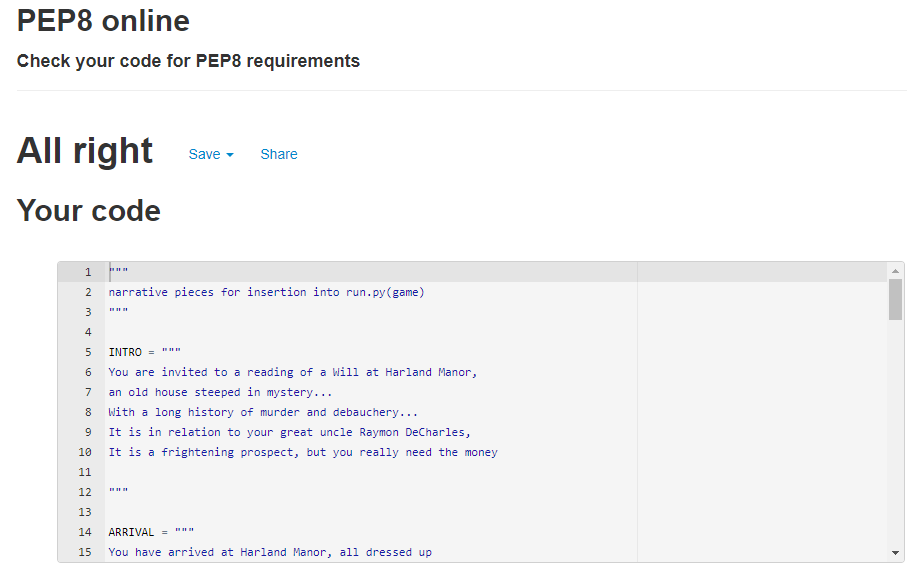 PEP8 online
Check your code for PEP8 requirements
All right Save Share
Your code
1 """
2 narrative pieces for insertion into run.py(game)
3 """
4
5 INTRO = """
6 You are invited to a reading of a Will at Harland Manor,
7 an old house steeped in mystery...
8 With a long history of murder and debauchery...
9 It is in relation to your great uncle Raymon DeCharles,
10 It is a frightening prospect, but you really need the money
11
12 """
13
14 ARRIVAL = """
15 You have arrived at Harland Manor, all dressed up